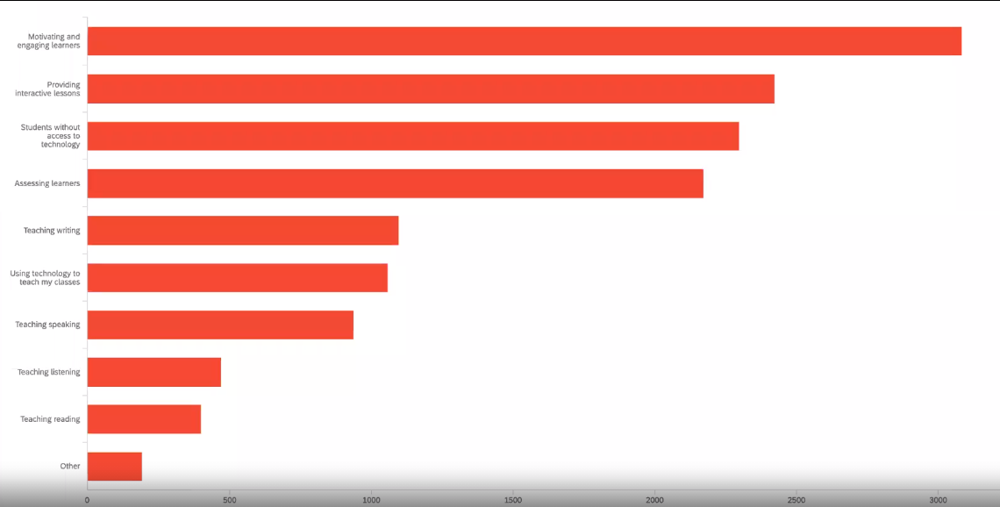 Motivating and
engaging learners
Providing
interactive lessons
Students without
access to
technology
Assessing learners
Teaching writing
Using technology to
teach my classes
Teaching speaking
Teaching listening
Teaching reading
Other
0 500 1000 1500 2000 2500 3000